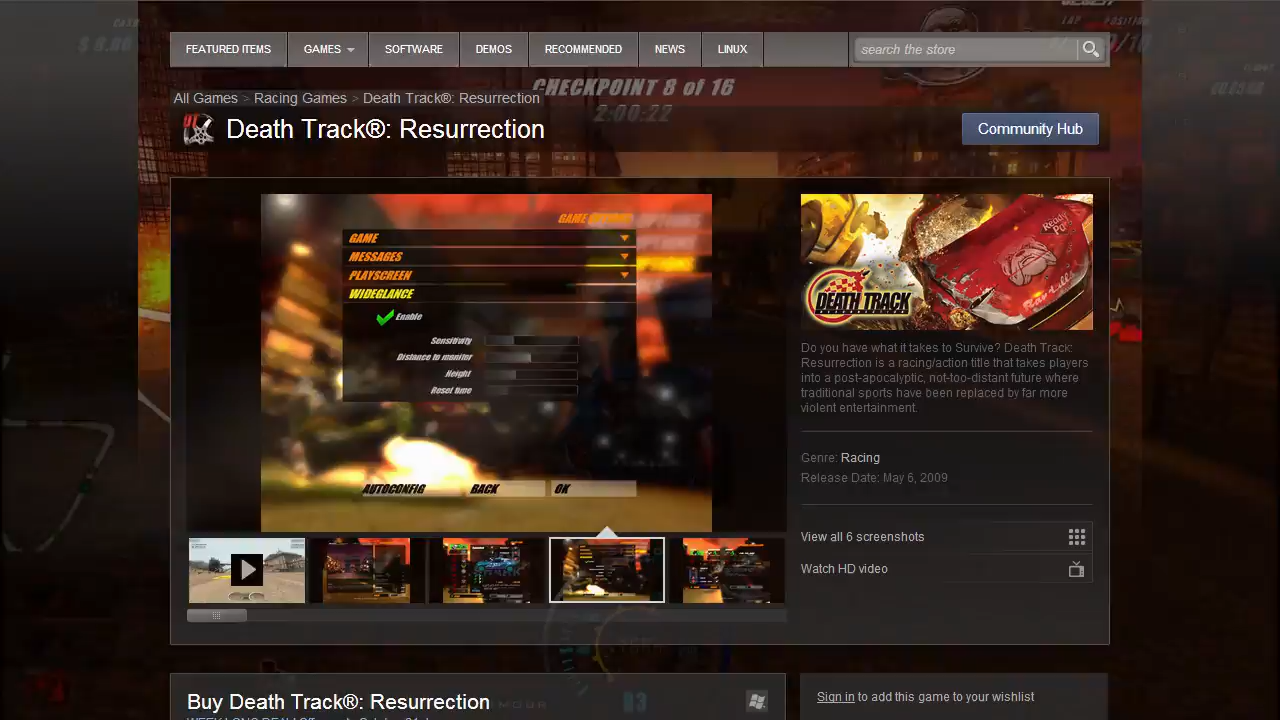 CHECKPOINT 8 of 16
2:00:22
FEATURED ITEMS
GAMES
SOFTWARE
DEMOS
RECOMMENDED
NEWS
LINUX
search the store
All Games > Racing Games > Death Track®: Resurrection
Death Track®: Resurrection
Community Hub
GAME
MESSAGES
PLAYSCREEN
WIDEGLANCE
Enable
Sensitivity
Distance to monitor
Height
Reset time
AUTOCONFIG
BACK
OK
DEATH TRACK
RESURRECTION
Do you have what it takes to Survive? Death Track:
Resurrection is a racing/action title that takes players
into a post-apocalyptic, not-too-distant future where
traditional sports have been replaced by far more
violent entertainment.
Genre: Racing
Release Date: May 6, 2009
View all 6 screenshots
Watch HD video
Buy Death Track®: Resurrection
Sign in to add this game to your wishlist